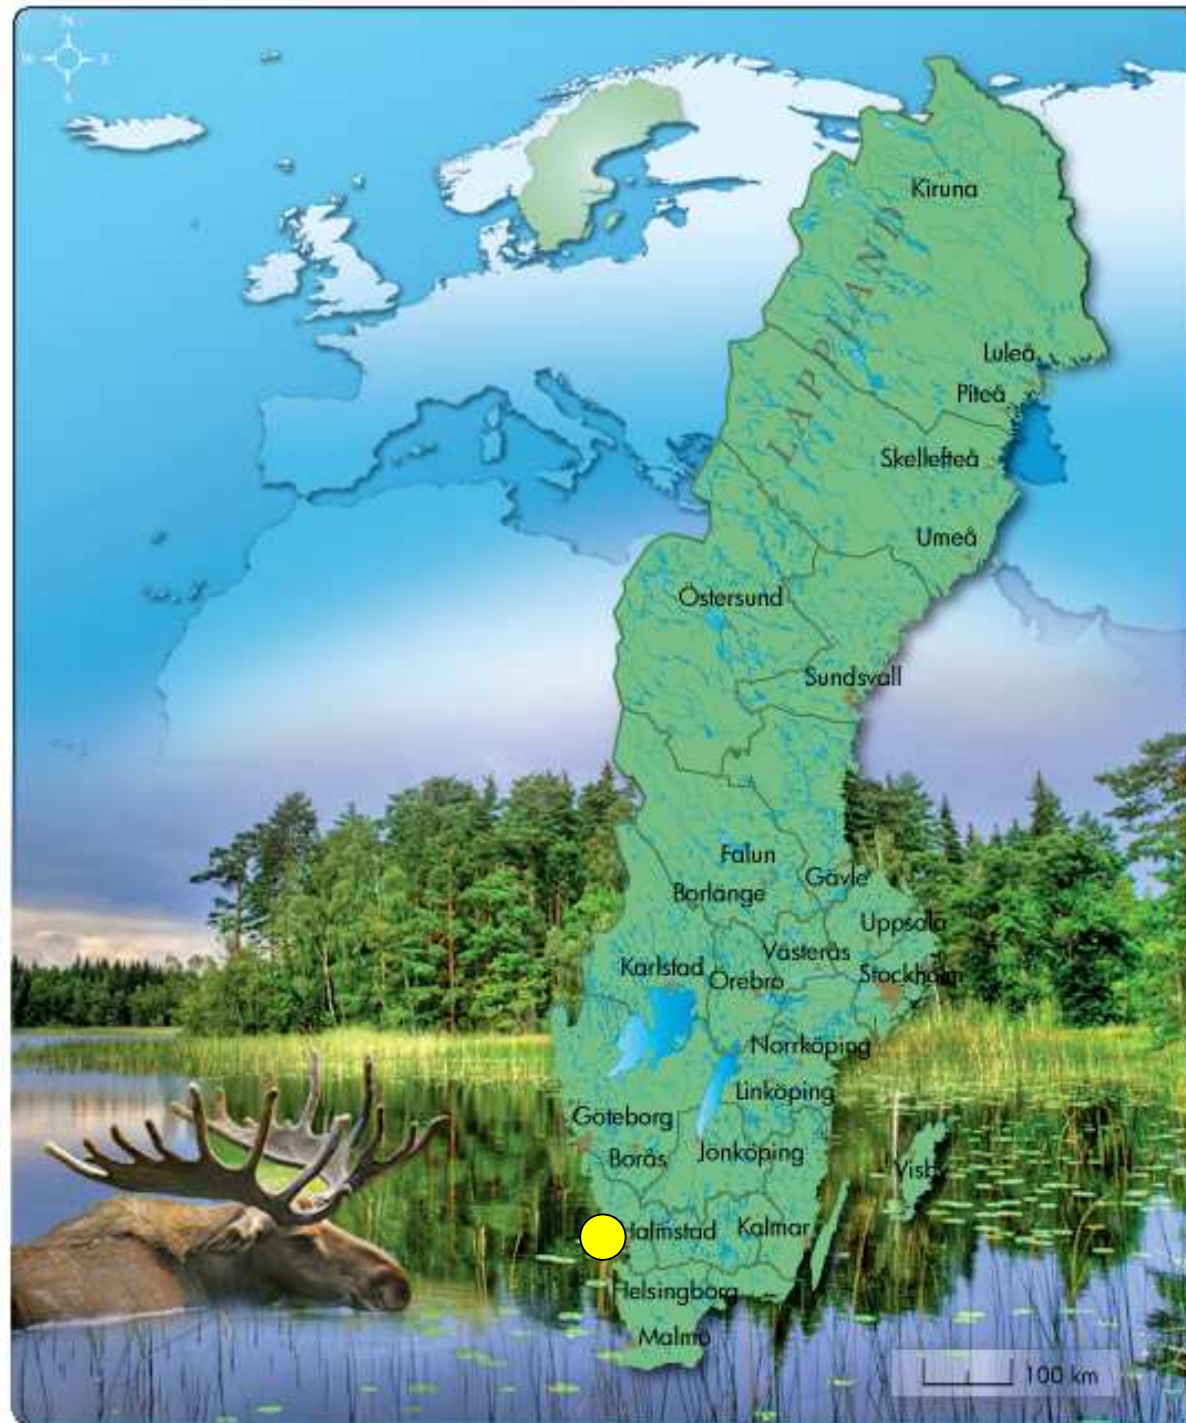 N
W E
S
Kiruna
LAPPLAND
Luleå
Piteå
Skellefteå
Umeå
Östersund
Sundsvall
Falun
Gävle
Borlänge
Uppsala
Västerås
Karlstad
Örebro
Stockholm
Norrköping
Linköping
Göteborg
Jönköping
Borås
Visby
Kalmar
Helsingborg
Malmö
100 km